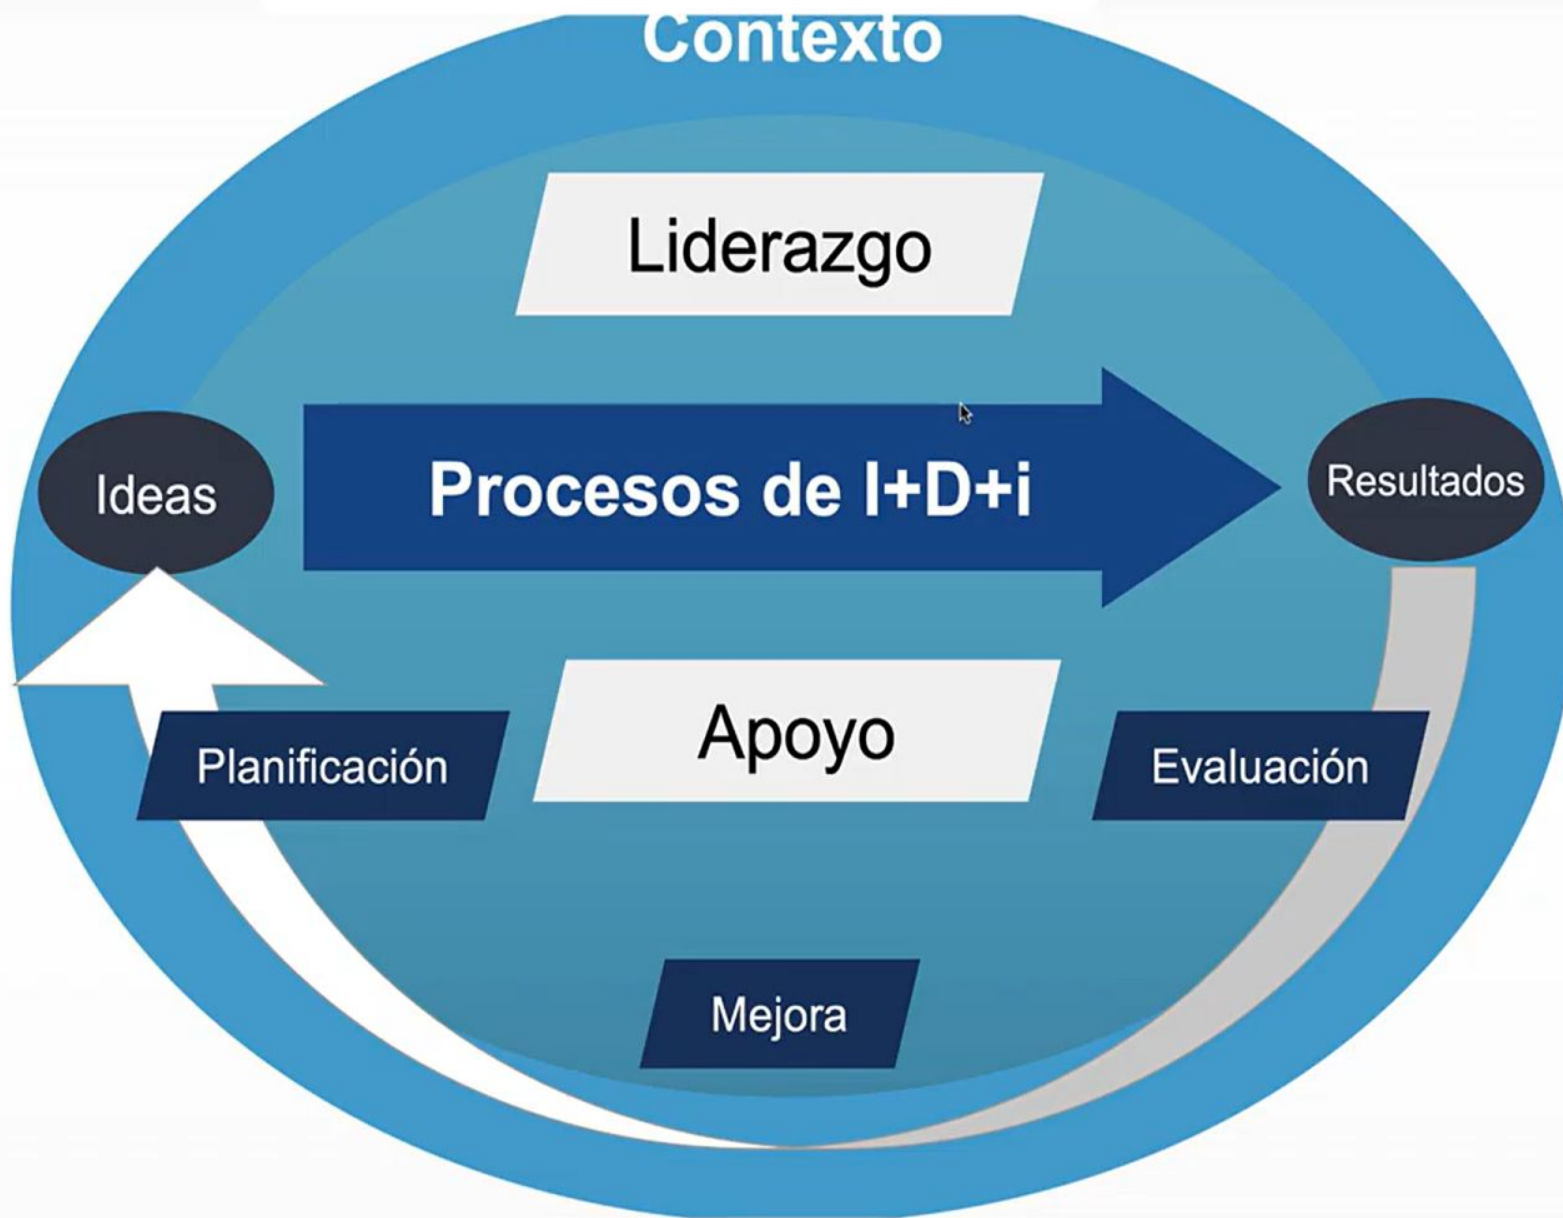 Contexto
Liderazgo
Ideas
Procesos de I+D+i
Resultados
Planificación
Apoyo
Evaluación
Mejora